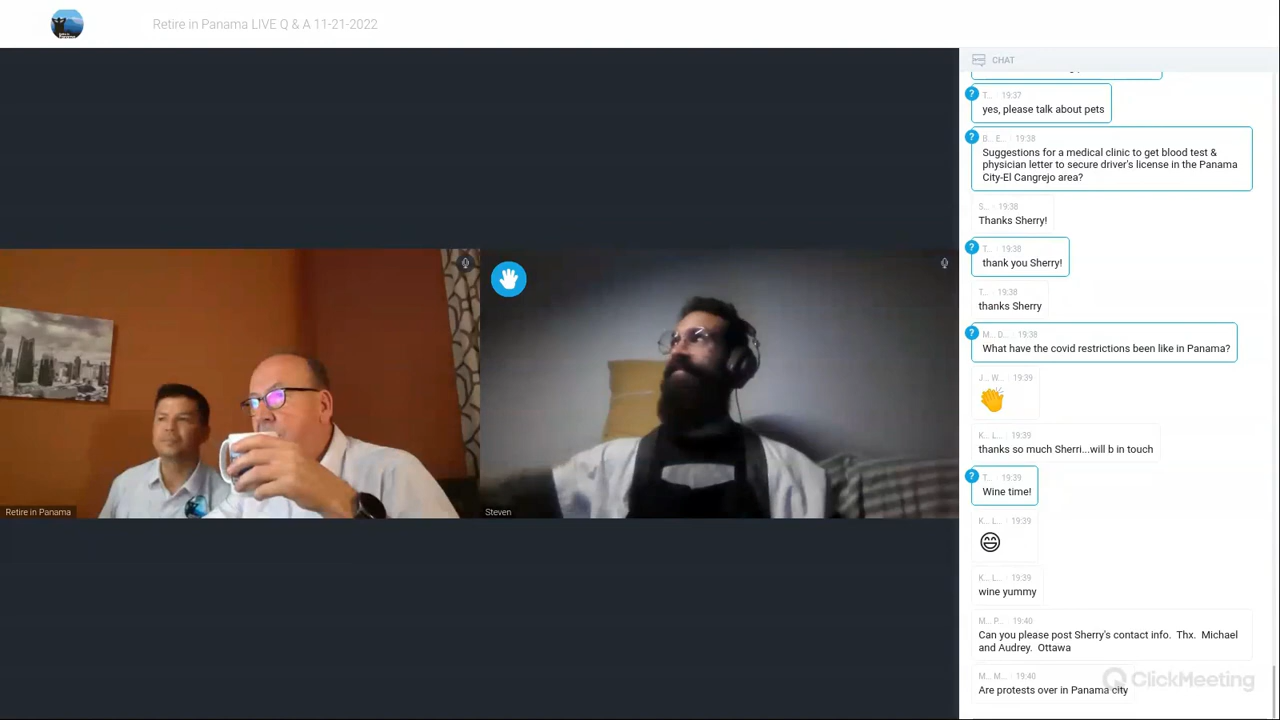 Retire in Panama LIVE Q & A 11-21-2022
CHAT
T... · 19:37
yes, please talk about pets
B... E... · 19:38
Suggestions for a medical clinic to get blood test &
physician letter to secure driver's license in the Panama
City-El Cangrejo area?
S... · 19:38
Thanks Sherry!
T... · 19:38
thank you Sherry!
T... · 19:38
thanks Sherry
M... D... · 19:38
What have the covid restrictions been like in Panama?
J... W... · 19:39
K... L... · 19:39
thanks so much Sherri...will b in touch
T... · 19:39
Wine time!
K... L... · 19:39
K... L... · 19:39
wine yummy
M... P... · 19:40
Can you please post Sherry's contact info. Thx. Michael
and Audrey. Ottawa
M... M... · 19:40
Are protests over in Panama city
ClickMeeting
Retire in Panama
Steven